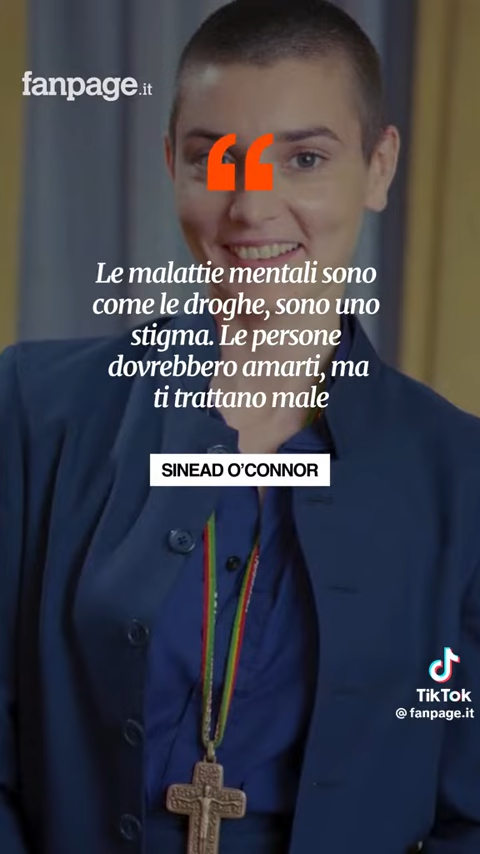 fanpage.it
“
Le malattie mentali sono
come le droghe, sono uno
stigma. Le persone
dovrebbero amarti, ma
ti trattano male
SINEAD O’CONNOR
TikTok
@ fanpage.it